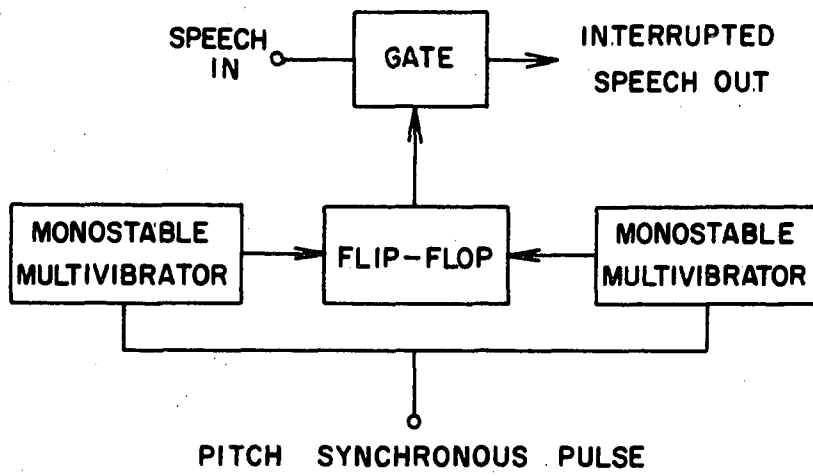 SPEECH
IN
GATE
INTERRUPTED
SPEECH OUT
MONOSTABLE
MULTIVIBRATOR
FLIP-FLOP
MONOSTABLE
MULTIVIBRATOR
PITCH SYNCHRONOUS PULSE